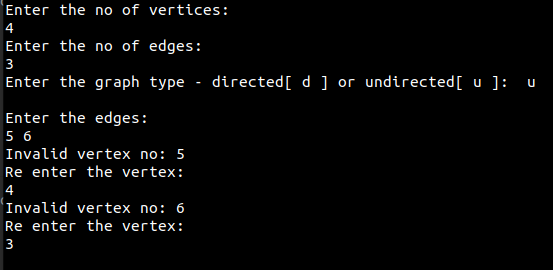 Enter the no of vertices:
4
Enter the no of edges:
3
Enter the graph type - directed[ d ] or undirected[ u ]:  u
Enter the edges:
5 6
Invalid vertex no: 5
Re enter the vertex:
4
Invalid vertex no: 6
Re enter the vertex:
3